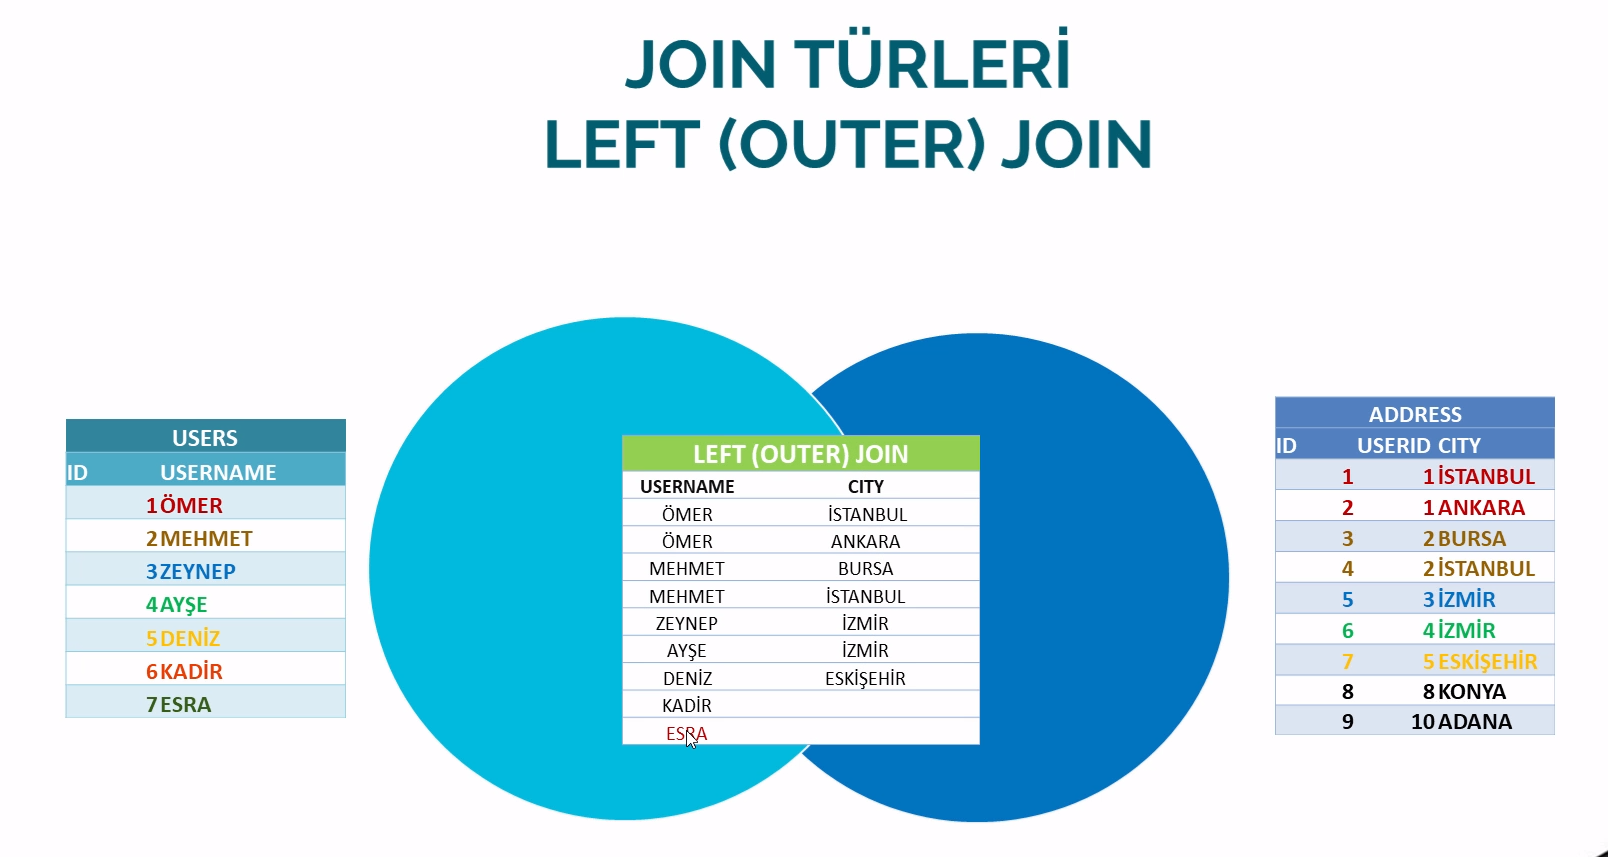 JOIN TÜRLERİ
LEFT (OUTER) JOIN
USERS
ID USERNAME
1 ÖMER
2 MEHMET
3 ZEYNEP
4 AYŞE
5 DENİZ
6 KADİR
7 ESRA
LEFT (OUTER) JOIN
USERNAME CITY
ÖMER İSTANBUL
ÖMER ANKARA
MEHMET BURSA
MEHMET İSTANBUL
ZEYNEP İZMİR
AYŞE İZMİR
DENİZ ESKİŞEHİR
KADİR
ESRA
ADDRESS
ID USERID CITY
1 1 İSTANBUL
2 1 ANKARA
3 2 BURSA
4 2 İSTANBUL
5 3 İZMİR
6 4 İZMİR
7 5 ESKİŞEHİR
8 8 KONYA
9 10 ADANA